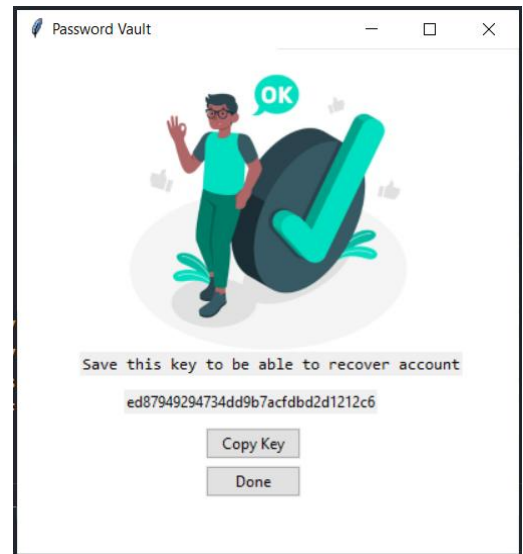 Password Vault
OK
Save this key to be able to recover account
ed87949294734dd9b7acfdbd2d1212c6
Copy Key
Done